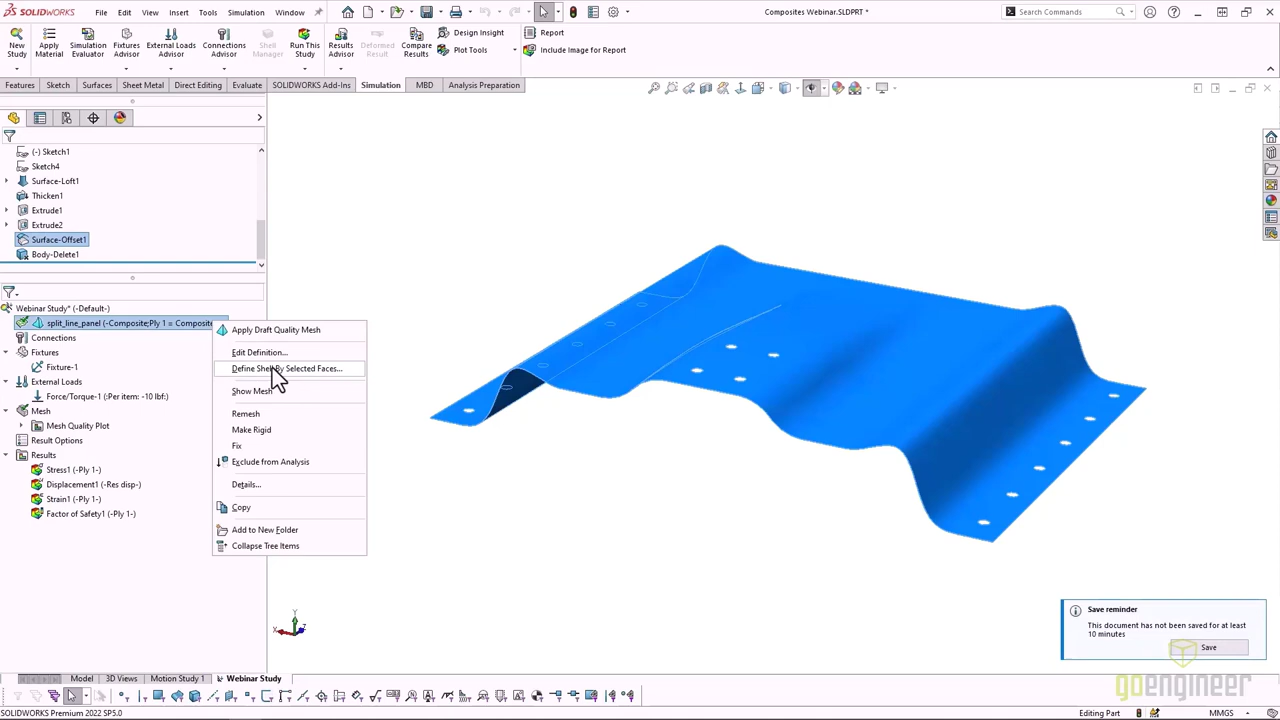 SOLIDWORKS
File
Edit
View
Insert
Tools
Simulation
Window
Composites Webinar.SLDPRT *
Search Commands
New Study
Apply Material
Simulation Evaluator
Fixtures Advisor
External Loads Advisor
Connections Advisor
Shell Manager
Run This Study
Results Advisor
Deformed Result
Compare Results
Design Insight
Plot Tools
Report
Include Image for Report
Features
Sketch
Surfaces
Sheet Metal
Direct Editing
Evaluate
SOLIDWORKS Add-Ins
Simulation
MBD
Analysis Preparation
(-) Sketch1
Sketch4
Surface-Loft1
Thicken1
Extrude1
Extrude2
Surface-Offset1
Body-Delete1
Webinar Study* (-Default-)
split_line_panel (-Composite;Ply 1 = Composite
Connections
Fixtures
Fixture-1
External Loads
Force/Torque-1 (:Per item: -10 lbf:)
Mesh
Mesh Quality Plot
Result Options
Results
Stress1 (-Ply 1-)
Displacement1 (-Res disp-)
Strain1 (-Ply 1-)
Factor of Safety1 (-Ply 1-)
Apply Draft Quality Mesh
Edit Definition...
Define Shell By Selected Faces...
Show Mesh
Remesh
Make Rigid
Fix
Exclude from Analysis
Details...
Copy
Add to New Folder
Collapse Tree Items
Y
X
Z
Save reminder
This document has not been saved for at least
10 minutes
Save
goengineer
Model
3D Views
Motion Study 1
Webinar Study
SOLIDWORKS Premium 2022 SP5.0
Editing Part
MMGS